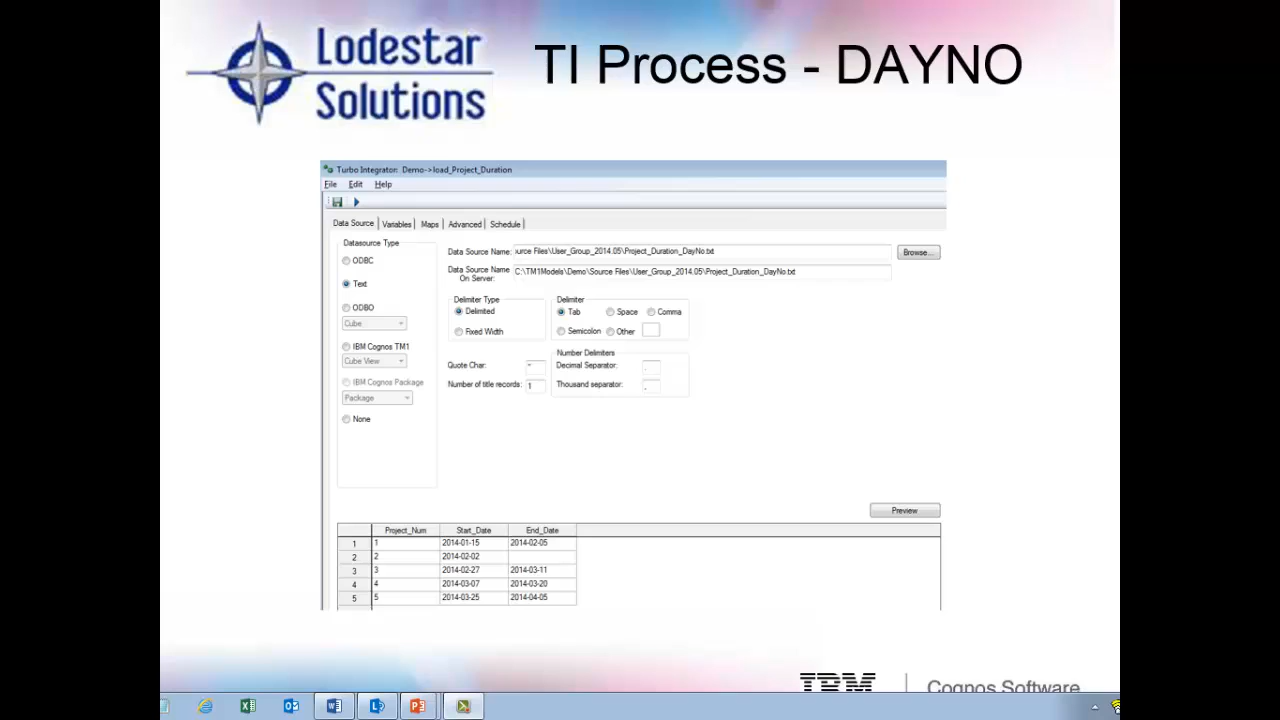 Lodestar
Solutions
TI Process - DAYNO
Turbo Integrator: Demo->load_Project_Duration
File Edit Help
Data Source Variables Maps Advanced Schedule
Datasource Type
ODBC
Text
ODBO
Cube
IBM Cognos TM1
Cube View
IBM Cognos Package
Package
None
Data Source Name: ource Files\User_Group_2014.05\Project_Duration_DayNo.txt Browse...
Data Source Name
On Server: C:\TM1Models\Demo\Source Files\User_Group_2014.05\Project_Duration_DayNo.txt
Delimiter Type
Delimited
Fixed Width
Delimiter
Tab Space Comma
Semicolon Other
Quote Char: "
Number of title records: 1
Number Delimiters
Decimal Separator: .
Thousand separator: ,
Preview
Project_Num Start_Date End_Date
1 1 2014-01-15 2014-02-05
2 2 2014-02-02
3 3 2014-02-27 2014-03-11
4 4 2014-03-07 2014-03-20
5 5 2014-03-25 2014-04-05
IBM Cognos Software